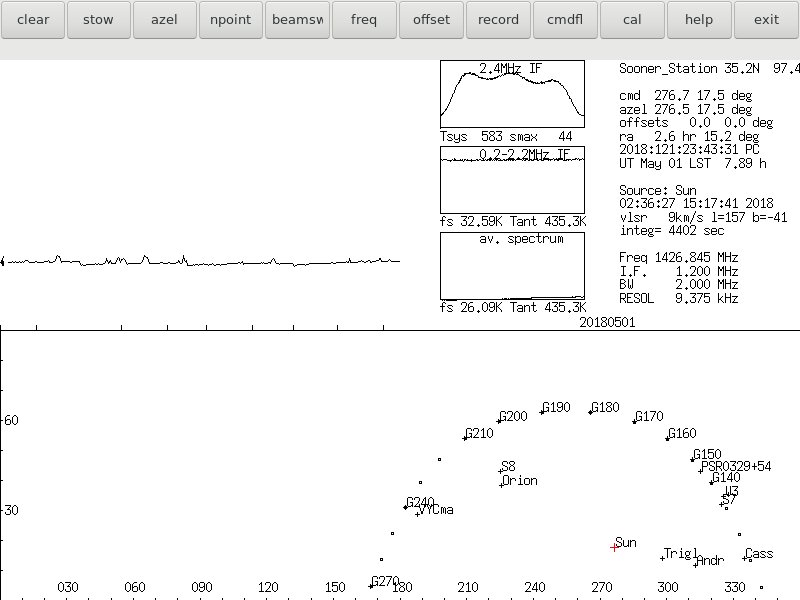 clear stow azel npoint beamsw freq offset record cmdfl cal help exit
2.4MHz IF
Tsys 583 smax 44
0.2-2.2MHz IF
fs 32.59K Tant 435.3K
av. spectrum
fs 26.09K Tant 435.3K
Sooner_Station 35.2N 97.4
cmd 276.7 17.5 deg
azel 276.5 17.5 deg
offsets 0.0 0.0 deg
ra 2.6 hr 15.2 deg
2018:121:23:43:31 PC
UT May 01 LST 7.89 h
Source: Sun
02:36:27 15:17:41 2018
vlsr 9km/s l=157 b=-41
integ= 4402 sec
Freq 1426.845 MHz
I.F. 1.200 MHz
BW 2.000 MHz
RESOL 9.375 kHz
20180501
G190 G180
60 G200 G170
G210 G160
G150
S8 PSR0329+54
Orion G140
U3
G240 S7
30 VYCma
Sun
Trigl Andr Cass
G270
030 060 090 120 150 180 210 240 270 300 330